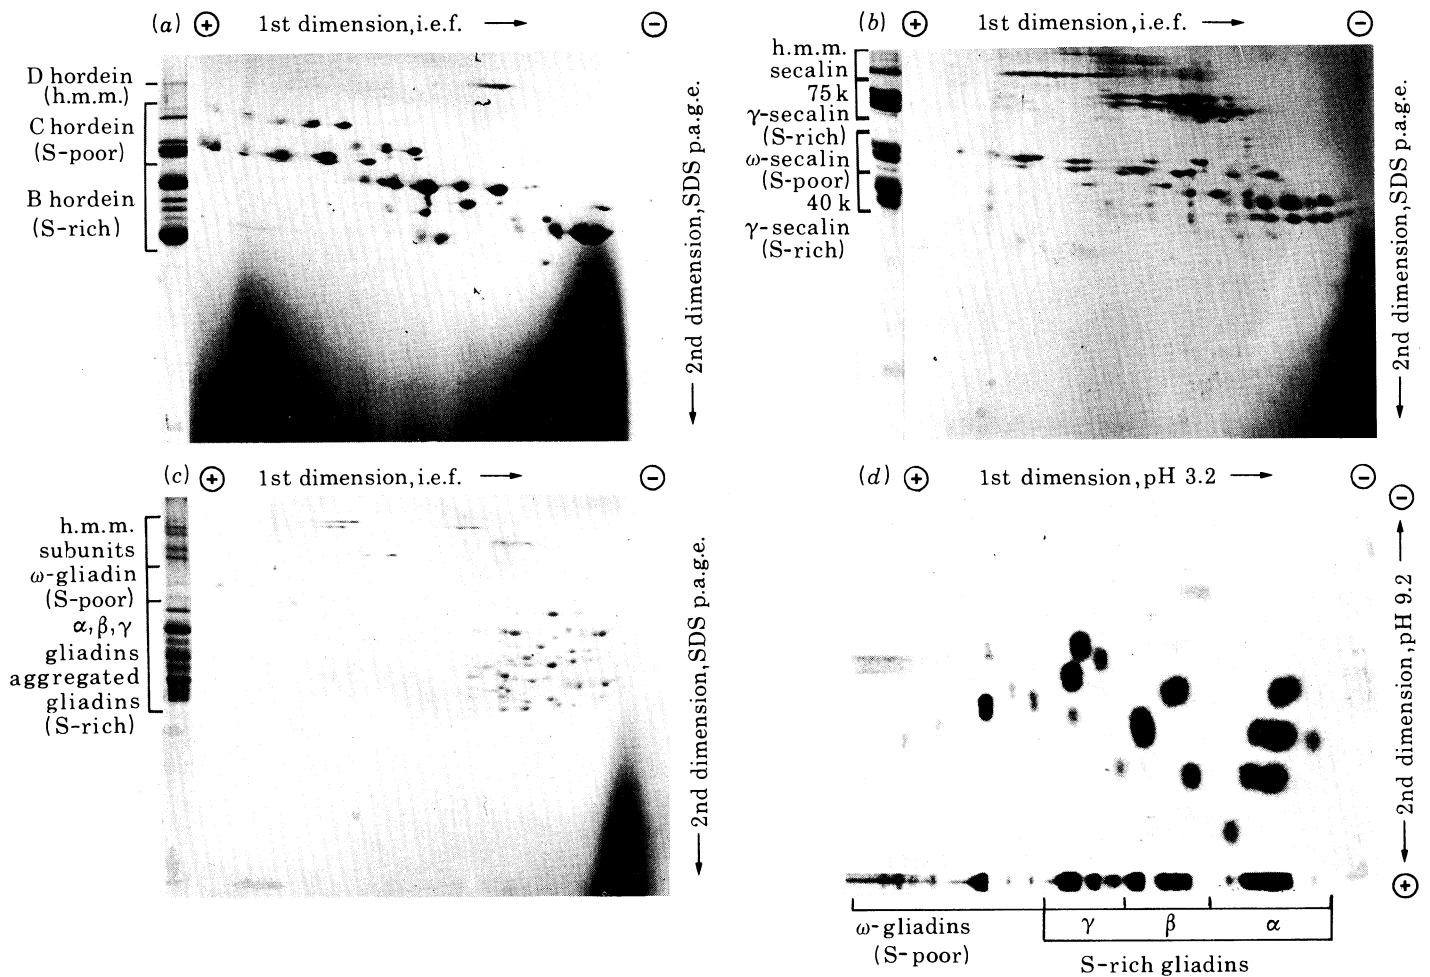 (a) ⊕ 1st dimension, i.e.f. → ⊖
D hordein
(h.m.m.)
C hordein
(S-poor)
B hordein
(S-rich)
← 2nd dimension, SDS p.a.g.e.
(b) ⊕ 1st dimension, i.e.f. → ⊖
h.m.m.
secalin
75 k
γ-secalin
(S-rich)
ω-secalin
(S-poor)
40 k
γ-secalin
(S-rich)
← 2nd dimension, SDS p.a.g.e.
(c) ⊕ 1st dimension, i.e.f. → ⊖
h.m.m.
subunits
ω-gliadin
(S-poor)
α, β, γ
gliadins
aggregated
gliadins
(S-rich)
← 2nd dimension, SDS p.a.g.e.
(d) ⊕ 1st dimension, pH 3.2 → ⊖
⊕ ← 2nd dimension, pH 9.2 → ⊖
ω-gliadins
(S-poor)
γ β α
S-rich gliadins